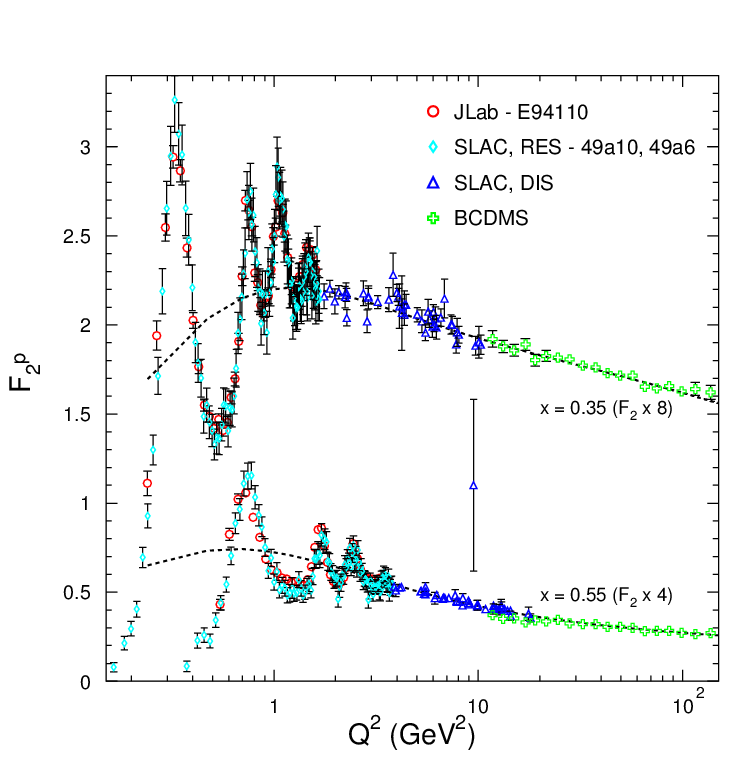 JLab - E94110
SLAC, RES - 49a10, 49a6
SLAC, DIS
BCDMS
3
2.5
2
1.5
1
0.5
0
F₂ᵖ
x = 0.35 (F₂ x 8)
x = 0.55 (F₂ x 4)
1
10
10²
Q² (GeV²)